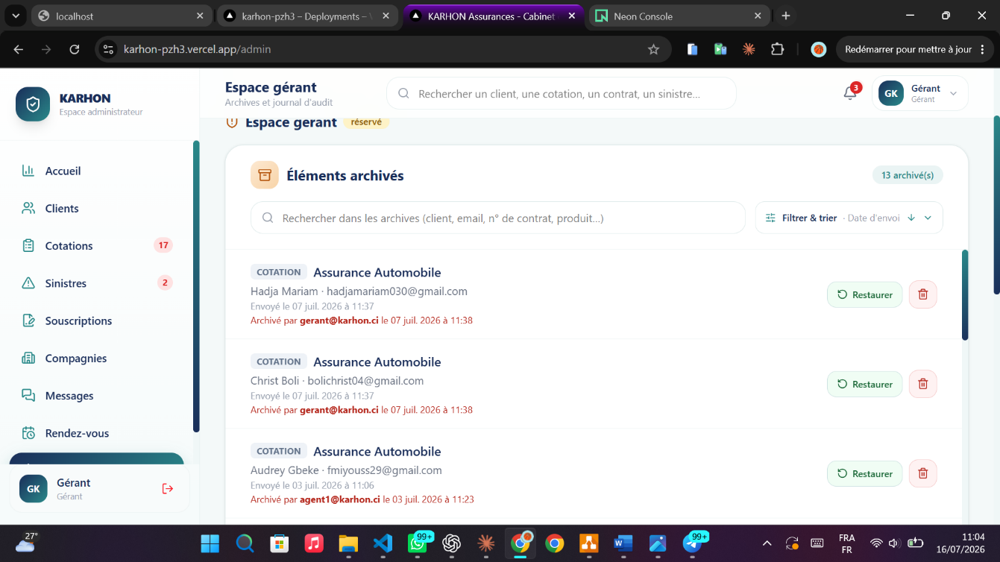 localhost
karhon-pzh3 – Deployments –
KARHON Assurances - Cabinet
Neon Console
karhon-pzh3.vercel.app/admin
Redémarrer pour mettre à jour
KARHON
Espace administrateur
Espace gérant
Archives et journal d'audit
Rechercher un client, une cotation, un contrat, un sinistre...
3
GK
Gérant
Gérant
Espace gérant
réservé
Accueil
Clients
Cotations
17
Sinistres
2
Souscriptions
Compagnies
Messages
Rendez-vous
GK
Gérant
Gérant
Éléments archivés
13 archivé(s)
Rechercher dans les archives (client, email, n° de contrat, produit...)
Filtrer & trier · Date d'envoi
COTATION Assurance Automobile
Hadja Mariam · hadjamariam030@gmail.com
Envoyé le 07 juil. 2026 à 11:37
Archivé par gerant@karhon.ci le 07 juil. 2026 à 11:38
Restaurer
COTATION Assurance Automobile
Christ Boli · bolichrist04@gmail.com
Envoyé le 07 juil. 2026 à 11:37
Archivé par gerant@karhon.ci le 07 juil. 2026 à 11:38
Restaurer
COTATION Assurance Automobile
Audrey Gbeke · fmiyouss29@gmail.com
Envoyé le 03 juil. 2026 à 11:06
Archivé par agent1@karhon.ci le 03 juil. 2026 à 11:23
Restaurer
27°
99+
99+
FRA
FR
11:04
16/07/2026